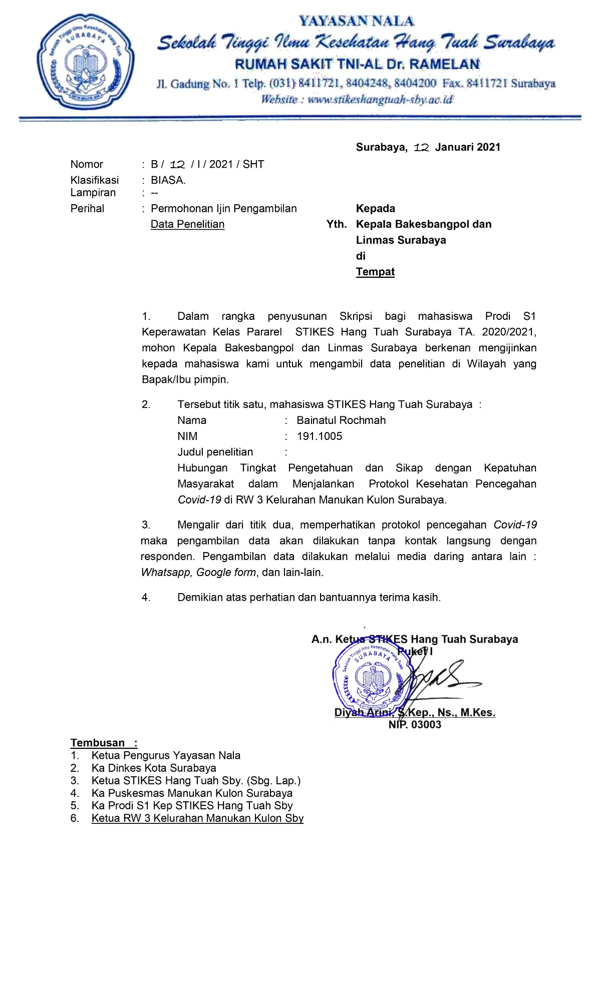 YAYASAN NALA
Sekolah Tinggi Ilmu Kesehatan Hang Tuah Surabaya
RUMAH SAKIT TNI-AL Dr. RAMELAN
Jl. Gadung No. 1 Telp. (031) 8411721, 8404248, 8404200 Fax. 8411721 Surabaya
Website : www.stikeshangtuah-sby.ac.id
Sekolah Tinggi Ilmu Kesehatan Hang Tuah
SURABAYA
Surabaya, 12 Januari 2021
Nomor : B / 12 / I / 2021 / SHT
Klasifikasi : BIASA.
Lampiran : --
Perihal : Permohonan Ijin Pengambilan
Data Penelitian
Kepada
Yth. Kepala Bakesbangpol dan
Linmas Surabaya
di
Tempat
1. Dalam rangka penyusunan Skripsi bagi mahasiswa Prodi S1
Keperawatan Kelas Pararel STIKES Hang Tuah Surabaya TA. 2020/2021,
mohon Kepala Bakesbangpol dan Linmas Surabaya berkenan mengijinkan
kepada mahasiswa kami untuk mengambil data penelitian di Wilayah yang
Bapak/Ibu pimpin.
2. Tersebut titik satu, mahasiswa STIKES Hang Tuah Surabaya :
Nama : Bainatul Rochmah
NIM : 191.1005
Judul penelitian :
Hubungan Tingkat Pengetahuan dan Sikap dengan Kepatuhan
Masyarakat dalam Menjalankan Protokol Kesehatan Pencegahan
Covid-19 di RW 3 Kelurahan Manukan Kulon Surabaya.
3. Mengalir dari titik dua, memperhatikan protokol pencegahan Covid-19
maka pengambilan data akan dilakukan tanpa kontak langsung dengan
responden. Pengambilan data dilakukan melalui media daring antara lain :
Whatsapp, Google form, dan lain-lain.
4. Demikian atas perhatian dan bantuannya terima kasih.
A.n. Ketua STIKES Hang Tuah Surabaya
Puket I
Sekolah Tinggi Ilmu Kesehatan Hang Tuah
SURABAYA
Diyah Arini, S.Kep., Ns., M.Kes.
NIP. 03003
Tembusan :
1. Ketua Pengurus Yayasan Nala
2. Ka Dinkes Kota Surabaya
3. Ketua STIKES Hang Tuah Sby. (Sbg. Lap.)
4. Ka Puskesmas Manukan Kulon Surabaya
5. Ka Prodi S1 Kep STIKES Hang Tuah Sby
6. Ketua RW 3 Kelurahan Manukan Kulon Sby